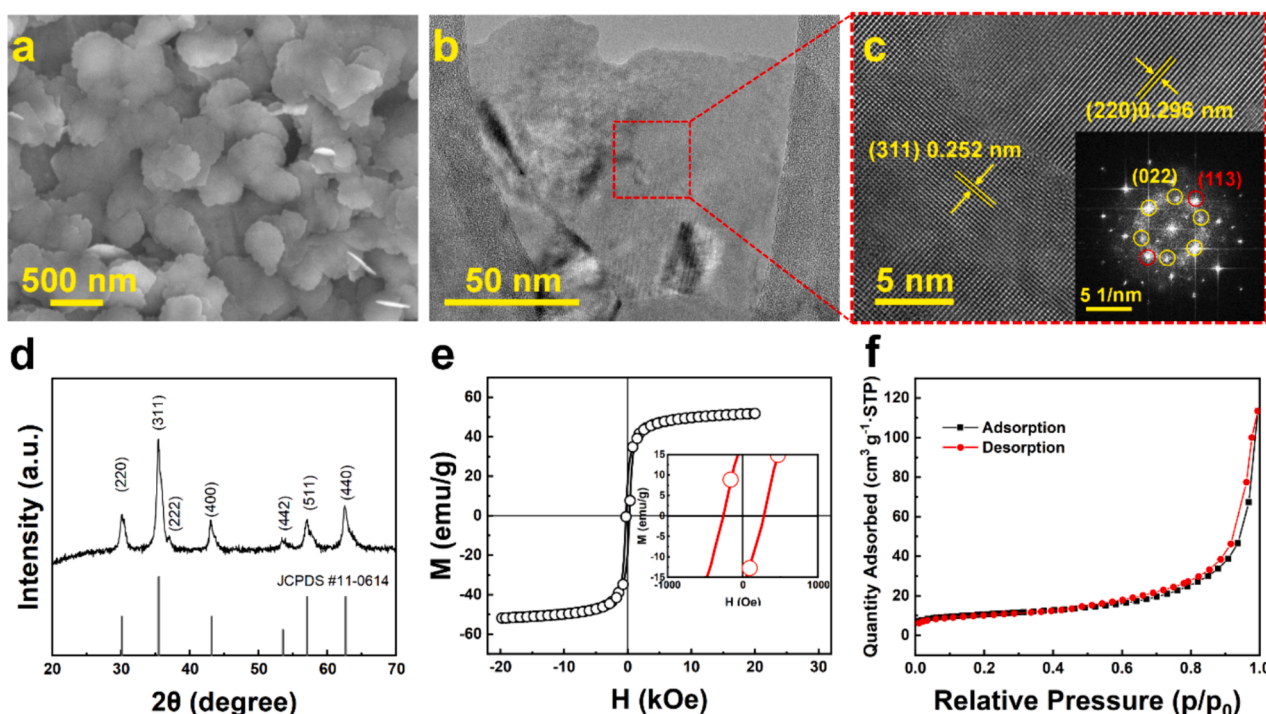 a
500 nm
b
50 nm
c
(220)0.296 nm
(311) 0.252 nm
5 nm
(022)
(113)
5 1/nm
d
Intensity (a.u.)
(220)
(311)
(222)
(400)
(442)
(511)
(440)
JCPDS #11-0614
20 30 40 50 60 70
2θ (degree)
e
M (emu/g)
60
40
20
0
-20
-40
-60
-20 -10 0 10 20 30
H (kOe)
M (emu/g)
15
10
5
0
-5
-10
-15
-1000 0 1000
H (Oe)
f
Quantity Adsorbed (cm³ g⁻¹·STP)
120
100
80
60
40
20
0
Adsorption
Desorption
0.0 0.2 0.4 0.6 0.8 1.0
Relative Pressure (p/p₀)